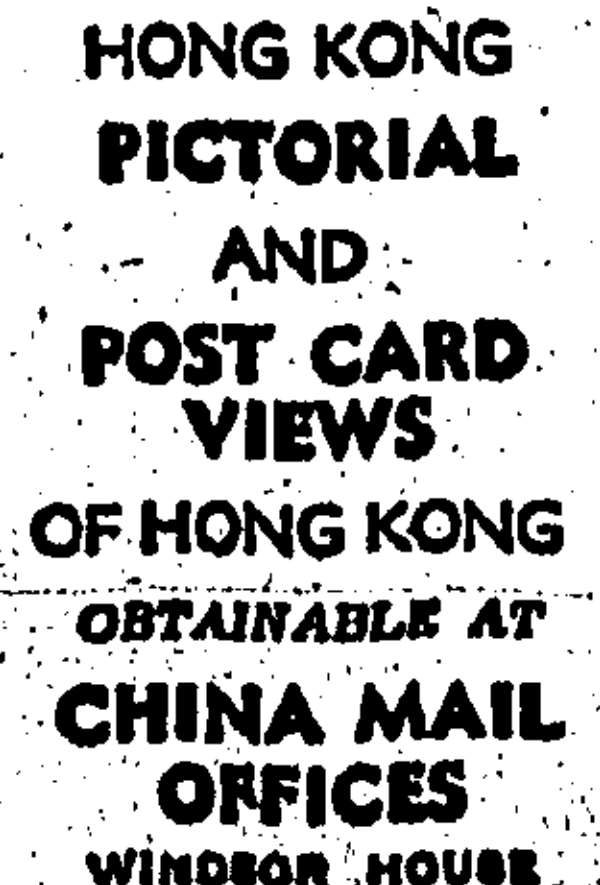 HONG KONG
PICTORIAL
AND
POST CARD
VIEWS
OF HONG KONG
OBTAINABLE AT
CHINA MAIL
OFFICES
WINDSOR HOUSE